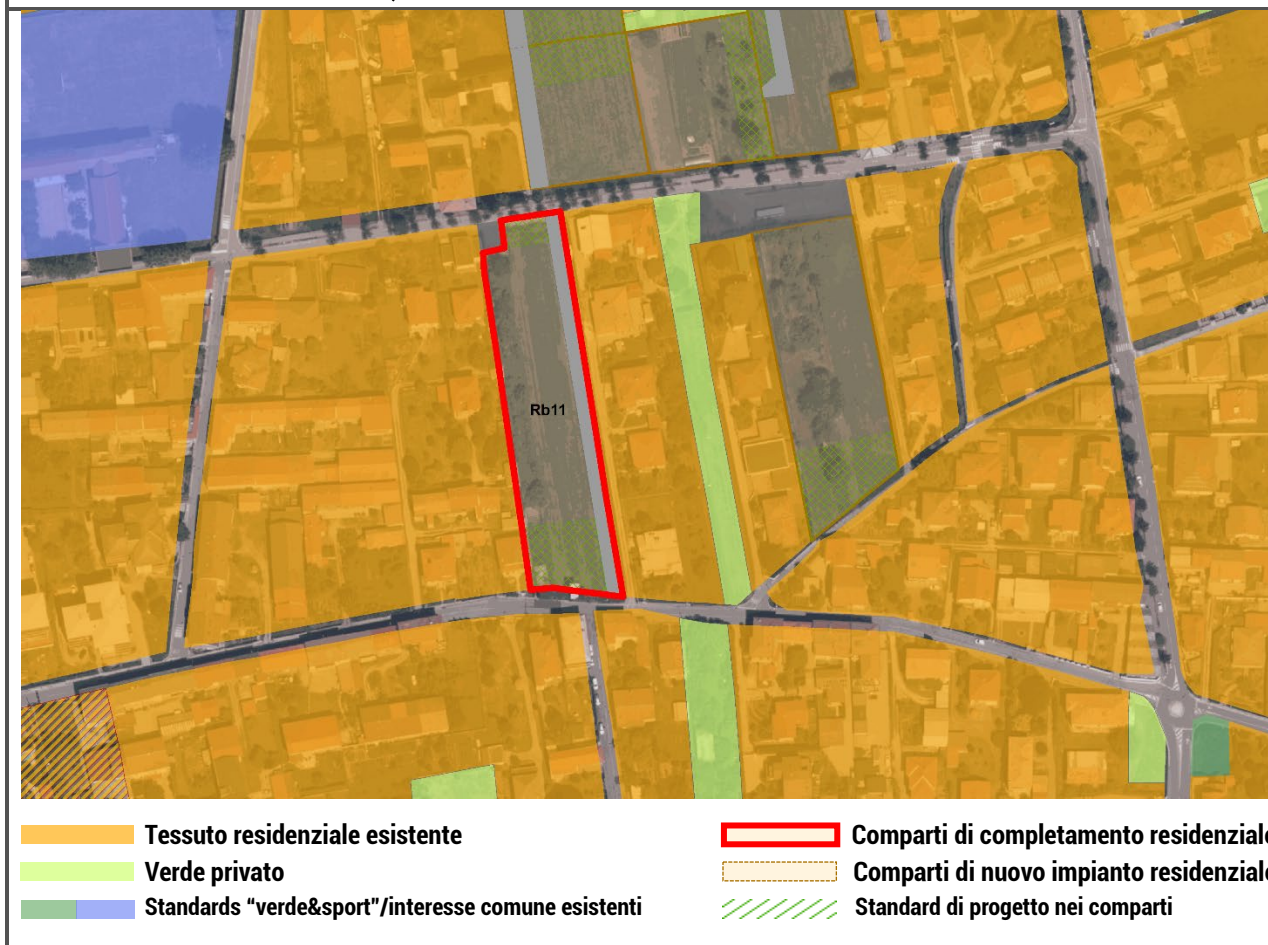 Rb11
Tessuto residenziale esistente
Verde privato
Standards “verde&sport”/interesse comune esistenti
Comparti di completamento residenziale
Comparti di nuovo impianto residenziale
Standard di progetto nei comparti